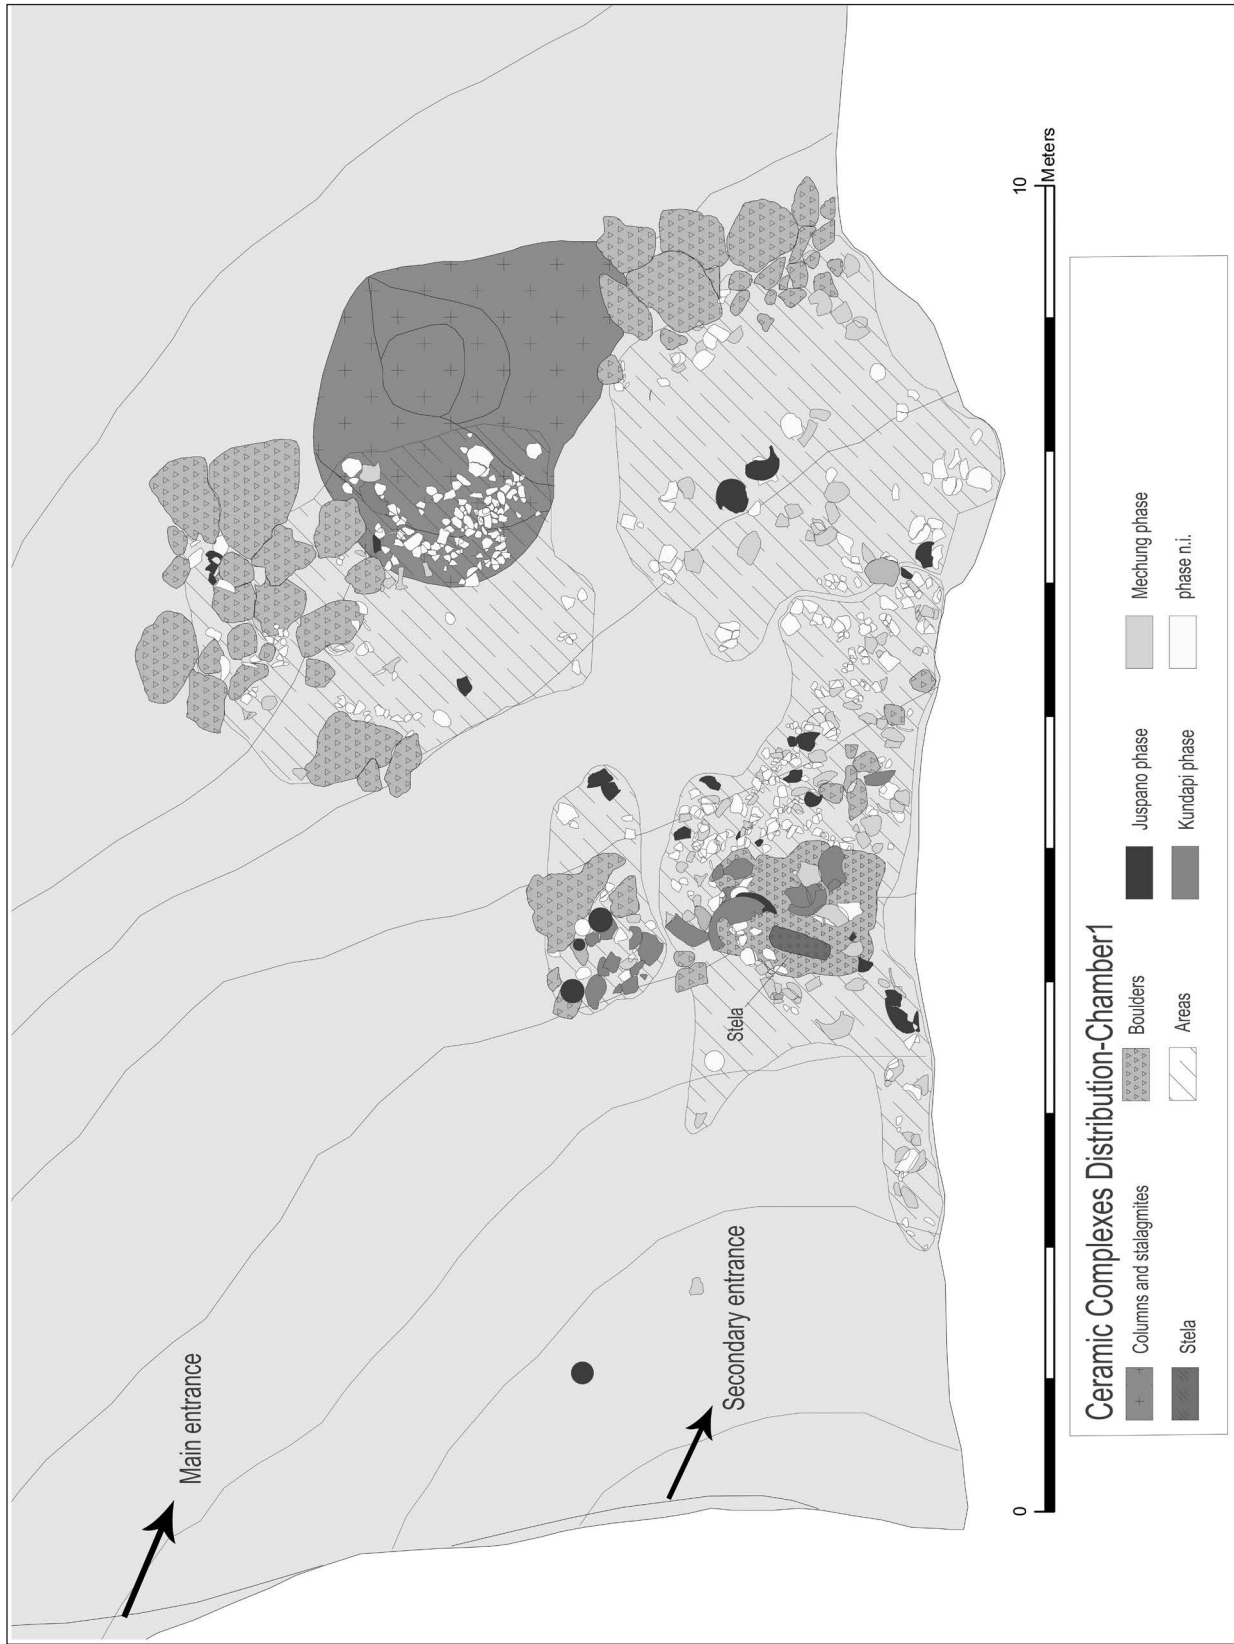 Main entrance
Secondary entrance
Stela
0
10
Meters
Ceramic Complexes Distribution-Chamber1
Columns and stalagmites
Boulders
Juspano phase
Mechung phase
Stela
Areas
Kundapi phase
phase n.i.